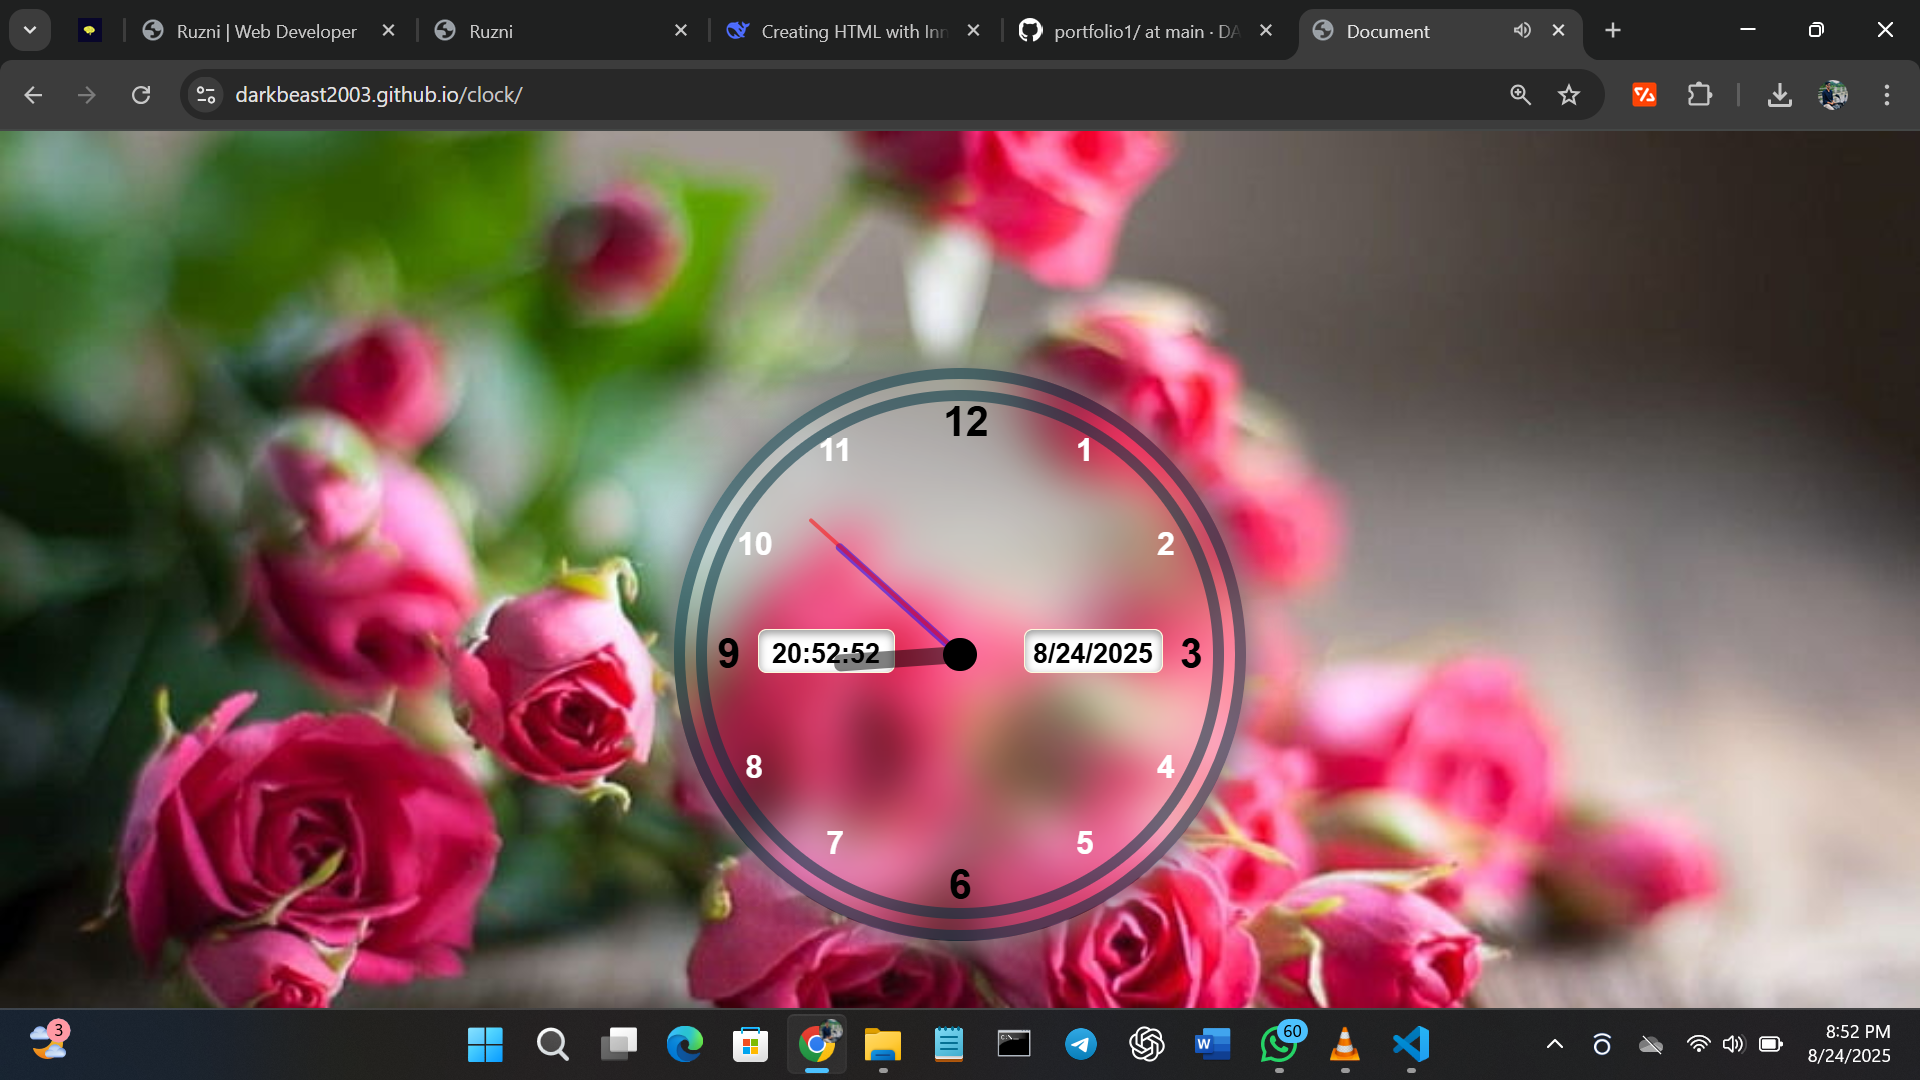 Ruzni | Web Developer
Ruzni
Creating HTML with Inn
portfolio1/ at main · DA
Document
darkbeast2003.github.io/clock/
12
11
1
10
2
9
20:52:52
8/24/2025
3
8
4
7
5
6
3
60
8:52 PM
8/24/2025